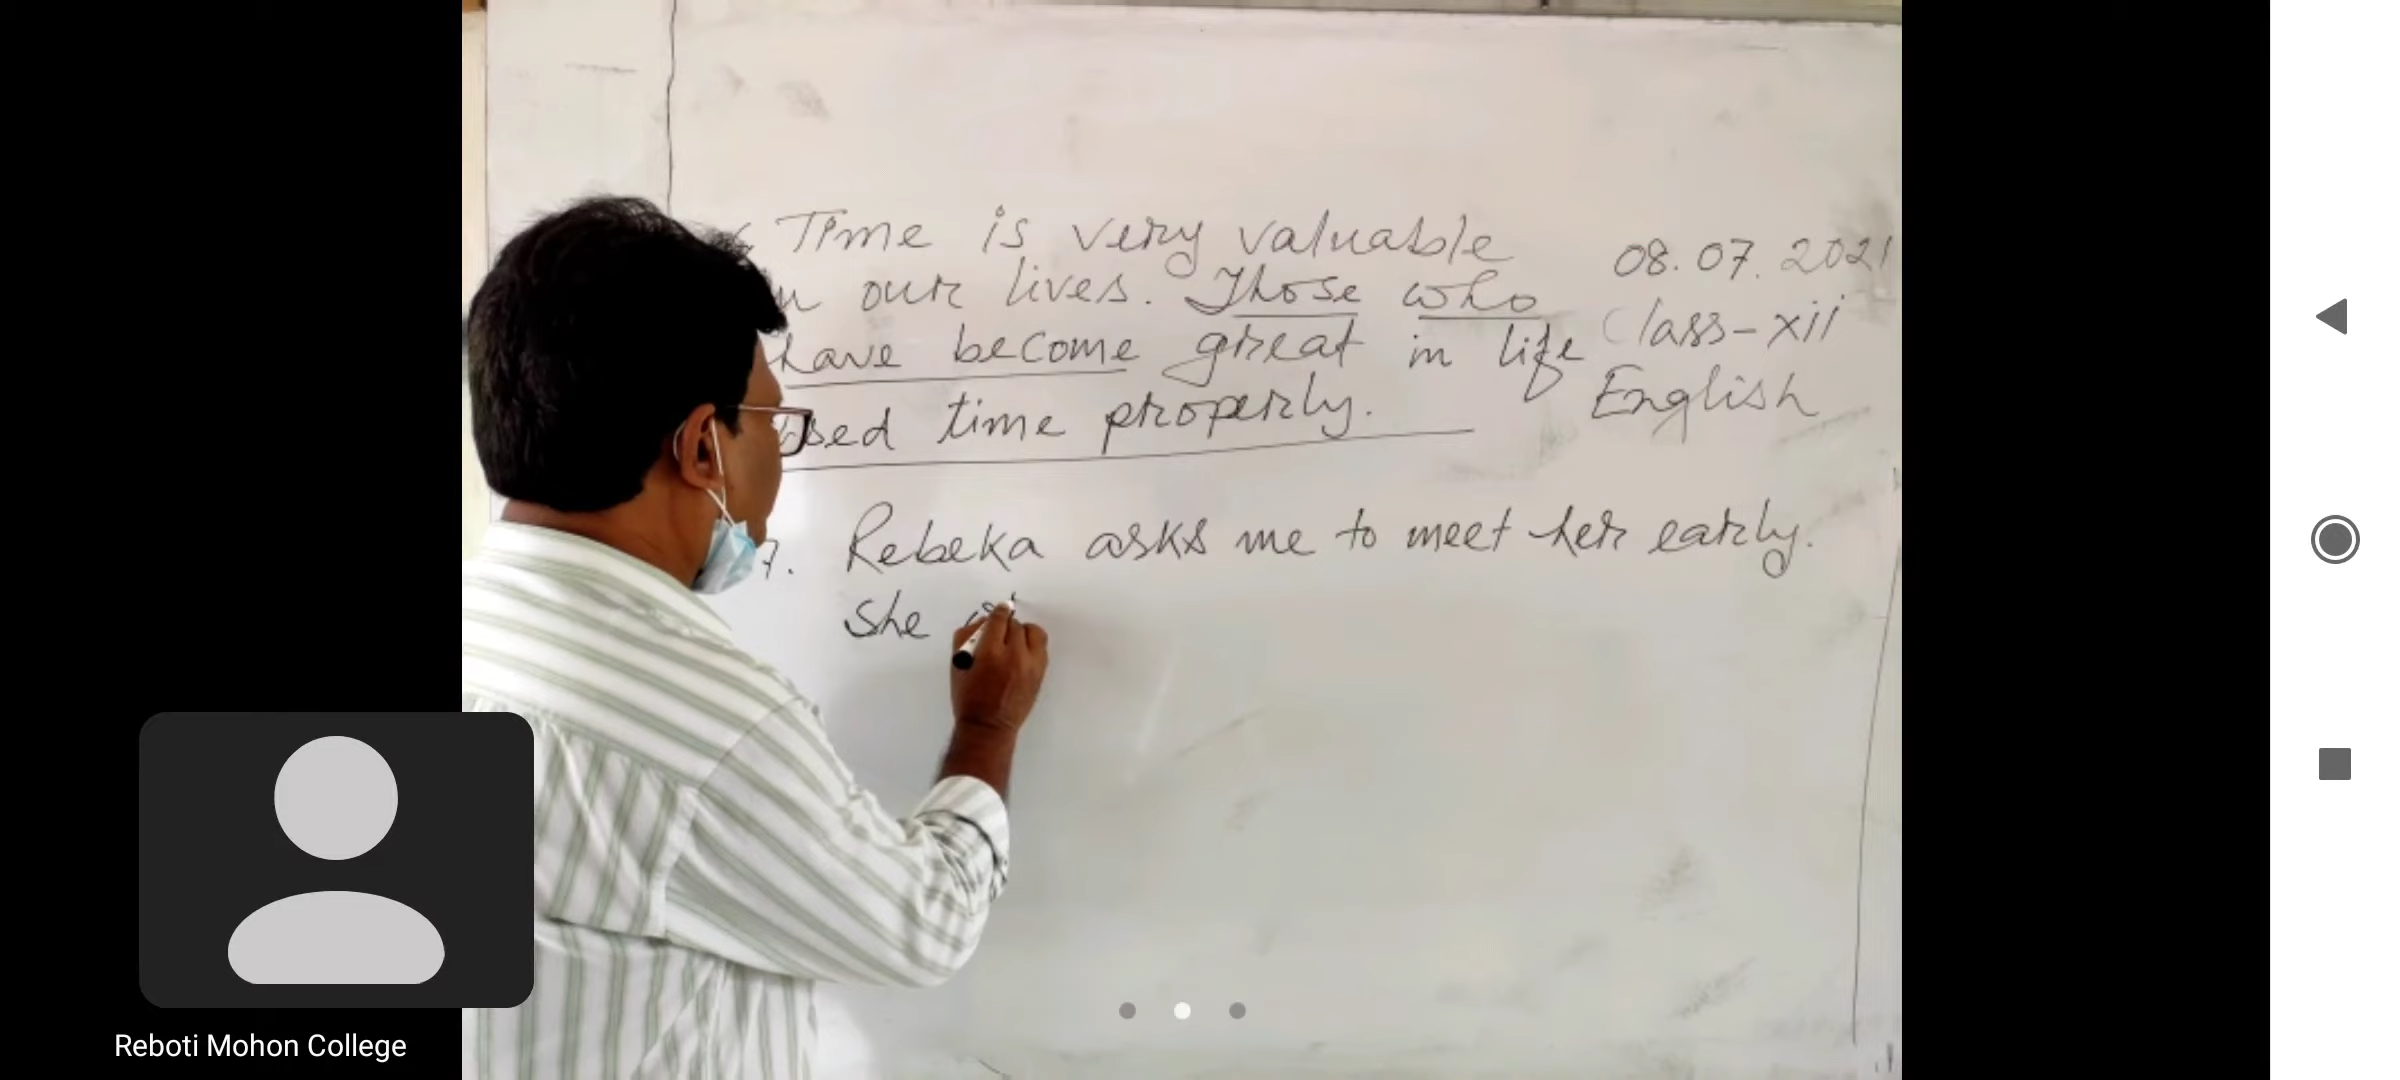 Time is very valuable
our lives. Those who
have become great in life
used time properly.
08.07.2021
Class-xii
English
7. Rebeka asks me to meet her early.
She
Reboti Mohon College